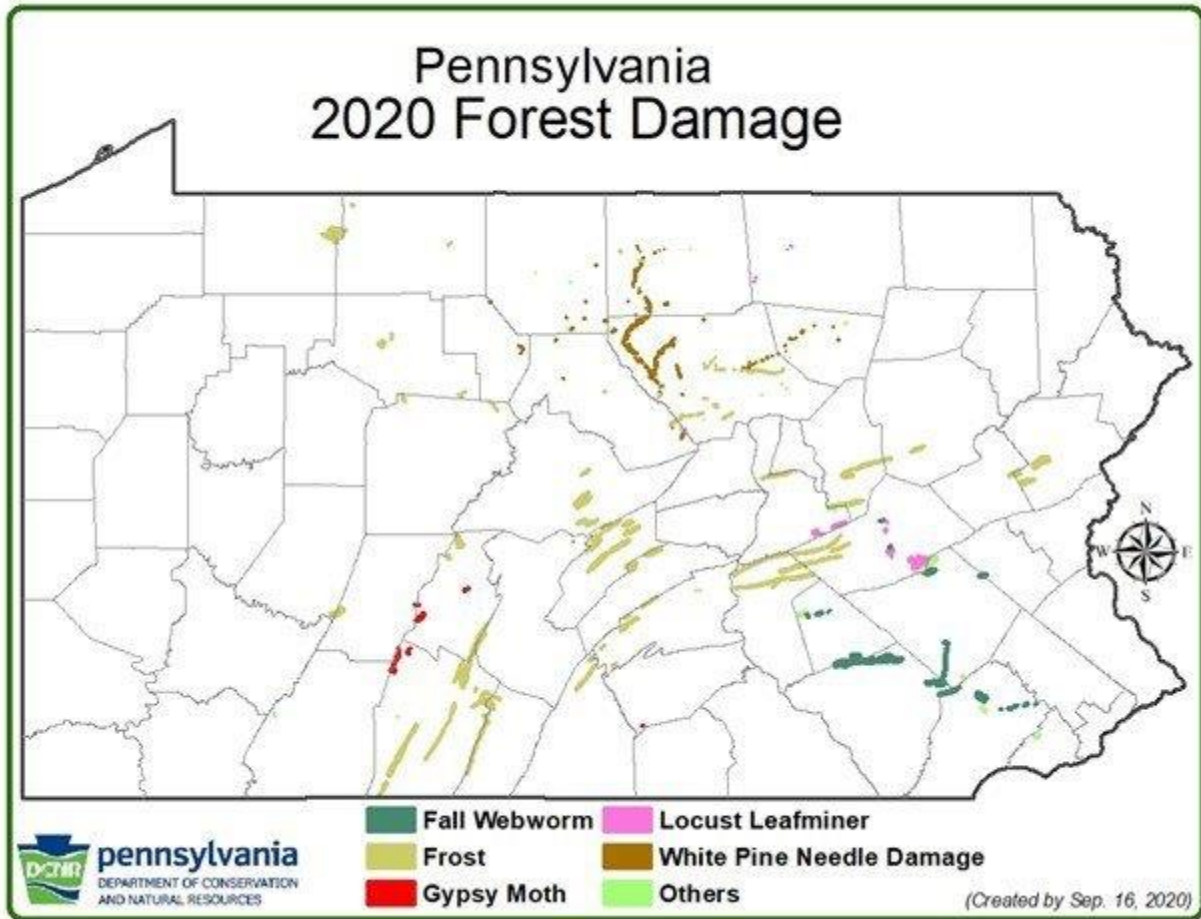 Pennsylvania
2020 Forest Damage
N
W E
S
Fall Webworm
Locust Leafminer
Frost
White Pine Needle Damage
Gypsy Moth
Others
DCNR
pennsylvania
DEPARTMENT OF CONSERVATION
AND NATURAL RESOURCES
(Created by Sep. 16, 2020)